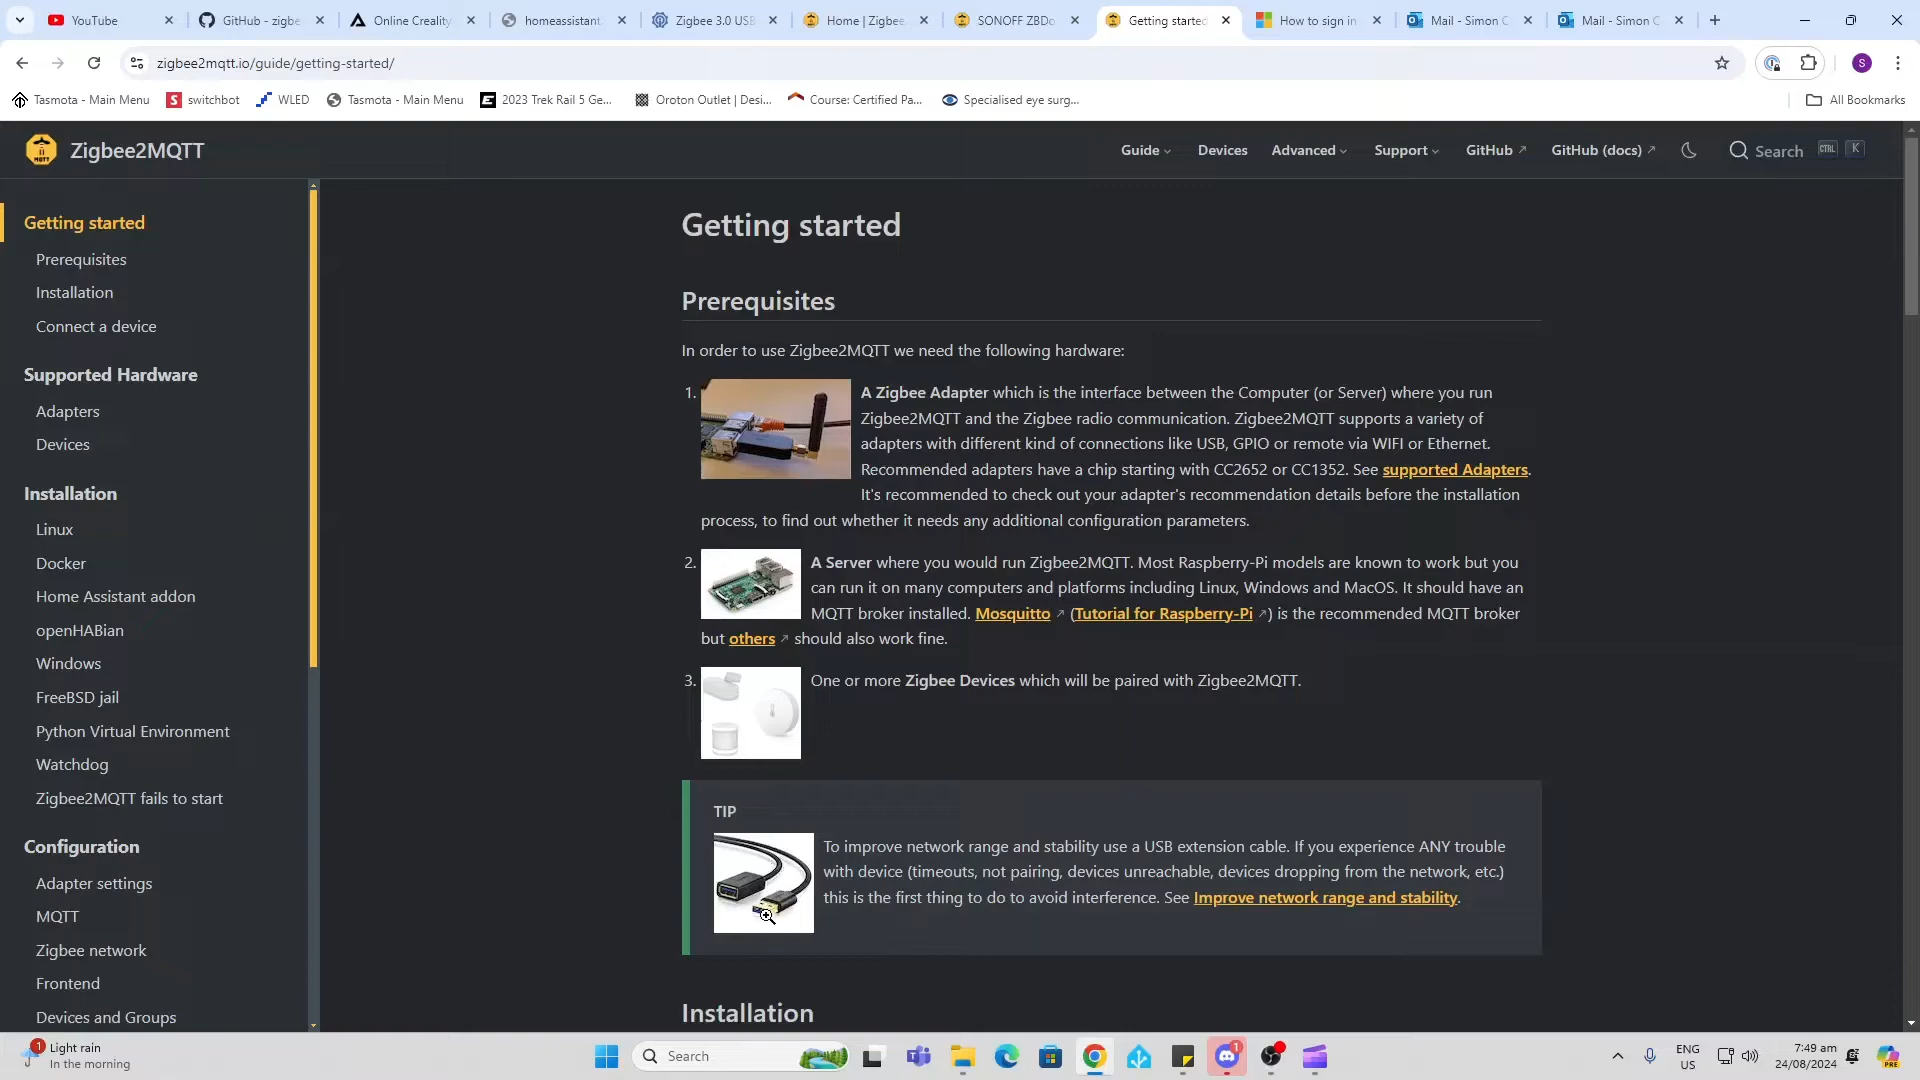 YouTube
GitHub - zigbe
Online Creality
homeassistant
Zigbee 3.0 USB
Home | Zigbee
SONOFF ZBDo
Getting started
How to sign in
Mail - Simon C
Mail - Simon C
zigbee2mqtt.io/guide/getting-started/
S
Tasmota - Main Menu
switchbot
WLED
Tasmota - Main Menu
2023 Trek Rail 5 Ge...
Oroton Outlet | Desi...
Course: Certified Pa...
Specialised eye surg...
All Bookmarks
Zigbee2MQTT
Guide
Devices
Advanced
Support
GitHub
GitHub (docs)
Search
CTRL K
Getting started
Prerequisites
Installation
Connect a device
Supported Hardware
Adapters
Devices
Installation
Linux
Docker
Home Assistant addon
openHABian
Windows
FreeBSD jail
Python Virtual Environment
Watchdog
Zigbee2MQTT fails to start
Configuration
Adapter settings
MQTT
Zigbee network
Frontend
Devices and Groups
Getting started
Prerequisites
In order to use Zigbee2MQTT we need the following hardware:
1. A Zigbee Adapter which is the interface between the Computer (or Server) where you run
Zigbee2MQTT and the Zigbee radio communication. Zigbee2MQTT supports a variety of
adapters with different kind of connections like USB, GPIO or remote via WIFI or Ethernet.
Recommended adapters have a chip starting with CC2652 or CC1352. See supported Adapters.
It's recommended to check out your adapter's recommendation details before the installation
process, to find out whether it needs any additional configuration parameters.
2. A Server where you would run Zigbee2MQTT. Most Raspberry-Pi models are known to work but you
can run it on many computers and platforms including Linux, Windows and MacOS. It should have an
MQTT broker installed. Mosquitto (Tutorial for Raspberry-Pi) is the recommended MQTT broker
but others should also work fine.
3. One or more Zigbee Devices which will be paired with Zigbee2MQTT.
TIP
To improve network range and stability use a USB extension cable. If you experience ANY trouble
with device (timeouts, not pairing, devices unreachable, devices dropping from the network, etc.)
this is the first thing to do to avoid interference. See Improve network range and stability.
Installation
1
Light rain
In the morning
Search
1
ENG
US
7:49 am
24/08/2024
PRE